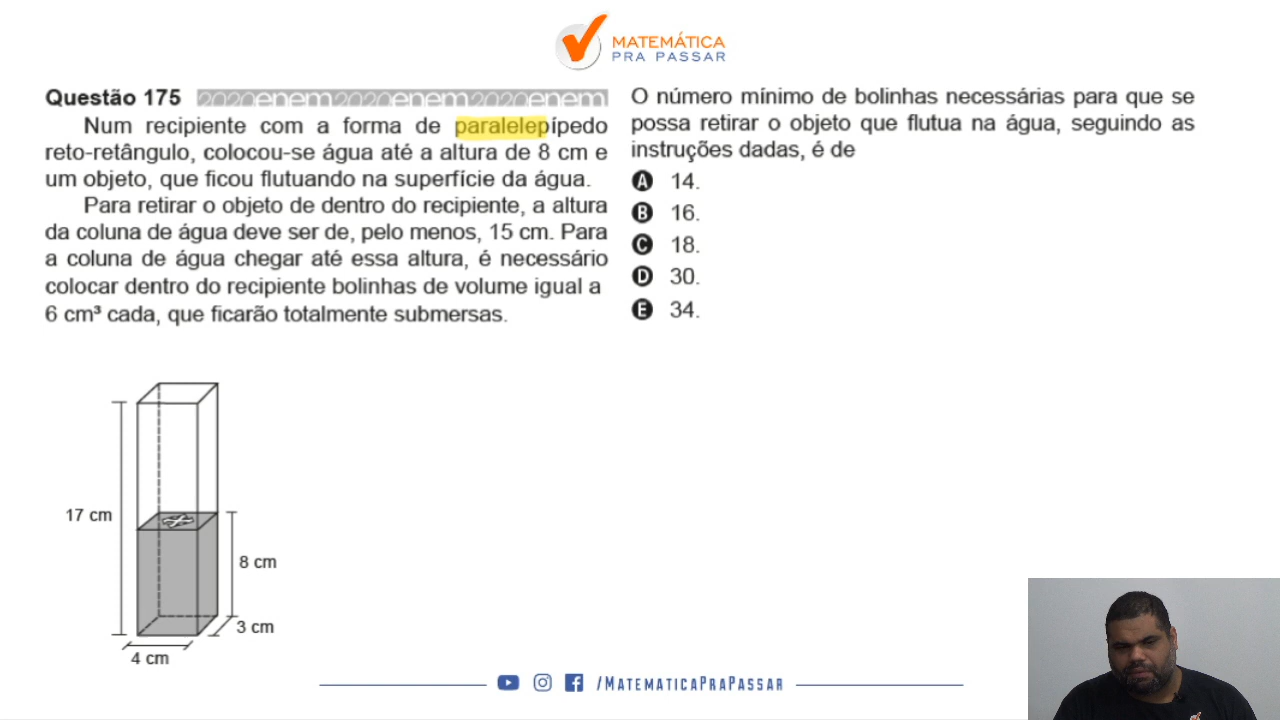 MATEMÁTICA
PRA PASSAR
Questão 175 2020enem2020enem2020enem
Num recipiente com a forma de paralelepípedo
reto-retângulo, colocou-se água até a altura de 8 cm e
um objeto, que ficou flutuando na superfície da água.
Para retirar o objeto de dentro do recipiente, a altura
da coluna de água deve ser de, pelo menos, 15 cm. Para
a coluna de água chegar até essa altura, é necessário
colocar dentro do recipiente bolinhas de volume igual a
6 cm³ cada, que ficarão totalmente submersas.
17 cm
8 cm
3 cm
4 cm
O número mínimo de bolinhas necessárias para que se
possa retirar o objeto que flutua na água, seguindo as
instruções dadas, é de
A 14.
B 16.
C 18.
D 30.
E 34.
/MATEMATICAPRAPASSAR